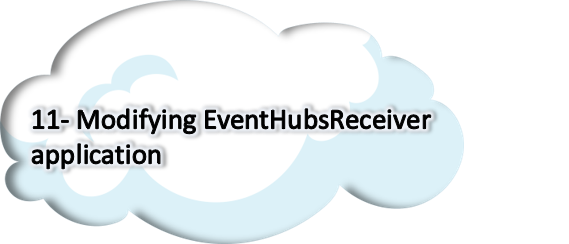 11- Modifying EventHubsReceiver
application